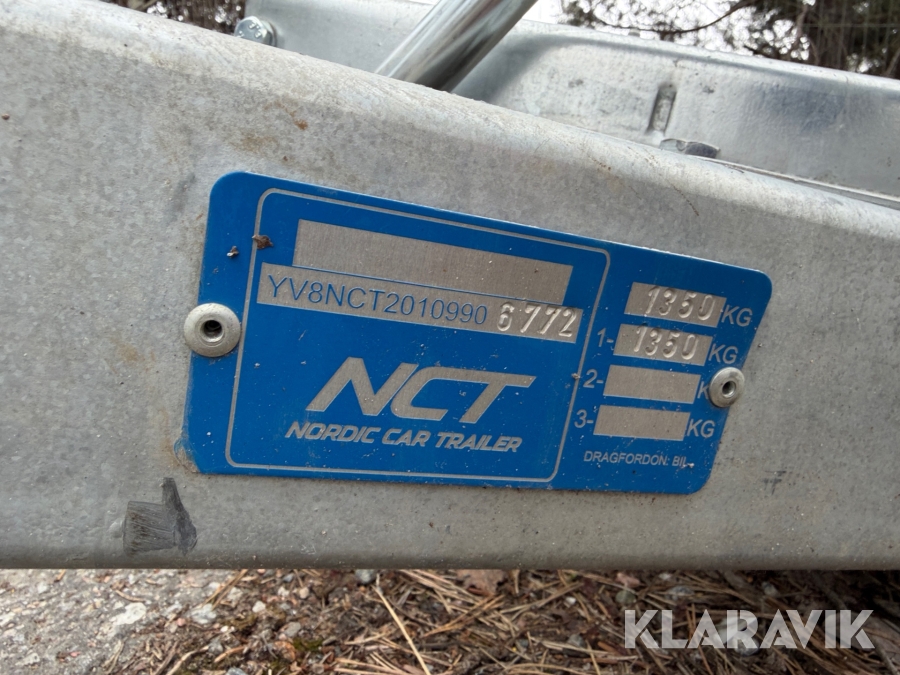 YV8NCT2010990 6772
NCT
NORDIC CAR TRAILER
1350 KG
1- 1350 KG
2- K
3- KG
DRAGFORDON: BIL
KLARAVIK